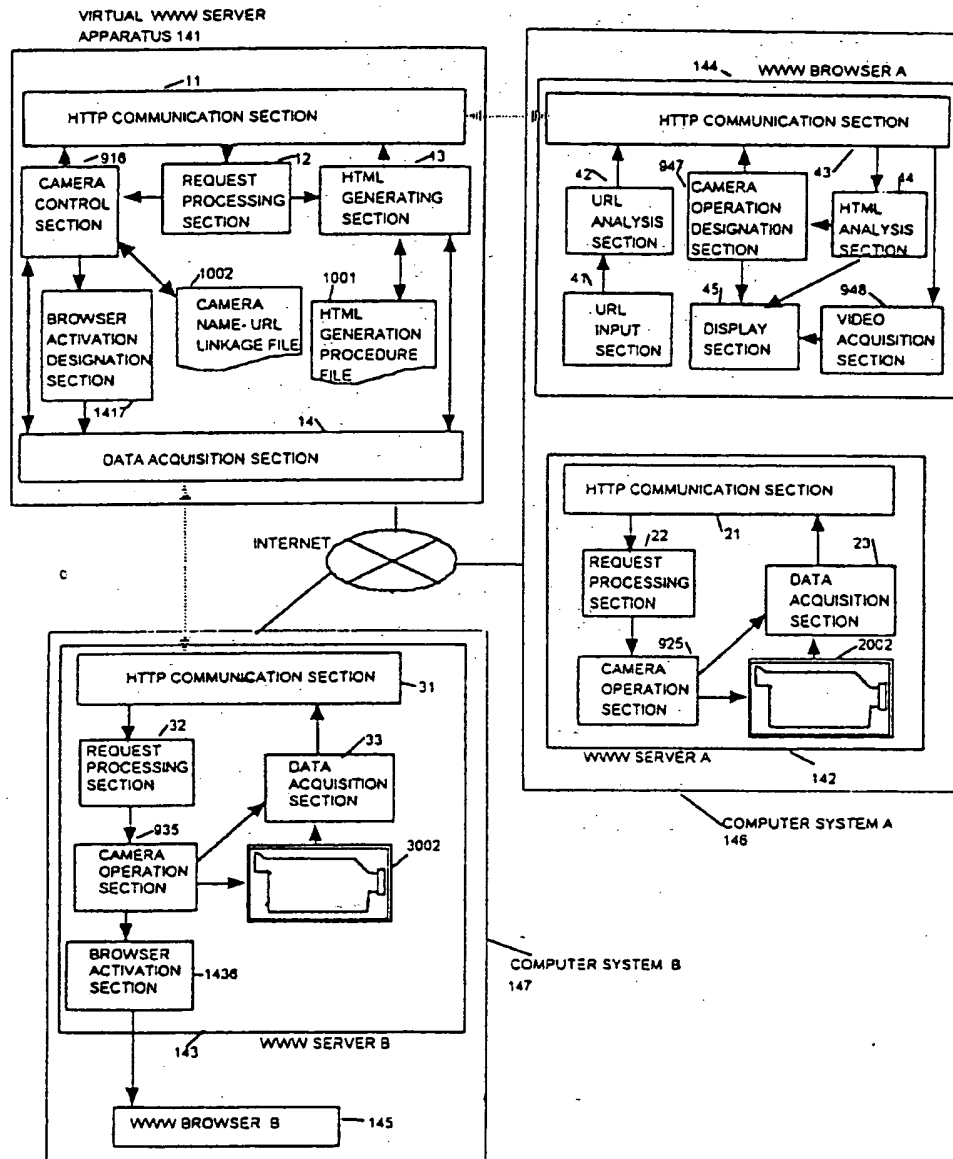 VIRTUAL WWW SERVER
APPARATUS 141
11
HTTP COMMUNICATION SECTION
916
CAMERA
CONTROL
SECTION
12
REQUEST
PROCESSING
SECTION
13
HTML
GENERATING
SECTION
BROWSER
ACTIVATION
DESIGNATION
SECTION
1417
1002
CAMERA
NAME-URL
LINKAGE FILE
1001
HTML
GENERATION
PROCEDURE
FILE
14
DATA ACQUISITION SECTION
144
WWW BROWSER A
HTTP COMMUNICATION SECTION
43
42
URL
ANALYSIS
SECTION
947
CAMERA
OPERATION
DESIGNATION
SECTION
44
HTML
ANALYSIS
SECTION
41
URL
INPUT
SECTION
45
DISPLAY
SECTION
948
VIDEO
ACQUISITION
SECTION
INTERNET
c
HTTP COMMUNICATION SECTION
21
22
REQUEST
PROCESSING
SECTION
23
DATA
ACQUISITION
SECTION
925
CAMERA
OPERATION
SECTION
2002
WWW SERVER A
142
COMPUTER SYSTEM A
146
HTTP COMMUNICATION SECTION
31
32
REQUEST
PROCESSING
SECTION
33
DATA
ACQUISITION
SECTION
935
CAMERA
OPERATION
SECTION
3002
BROWSER
ACTIVATION
SECTION
1436
143
WWW SERVER B
COMPUTER SYSTEM B
147
WWW BROWSER B
145